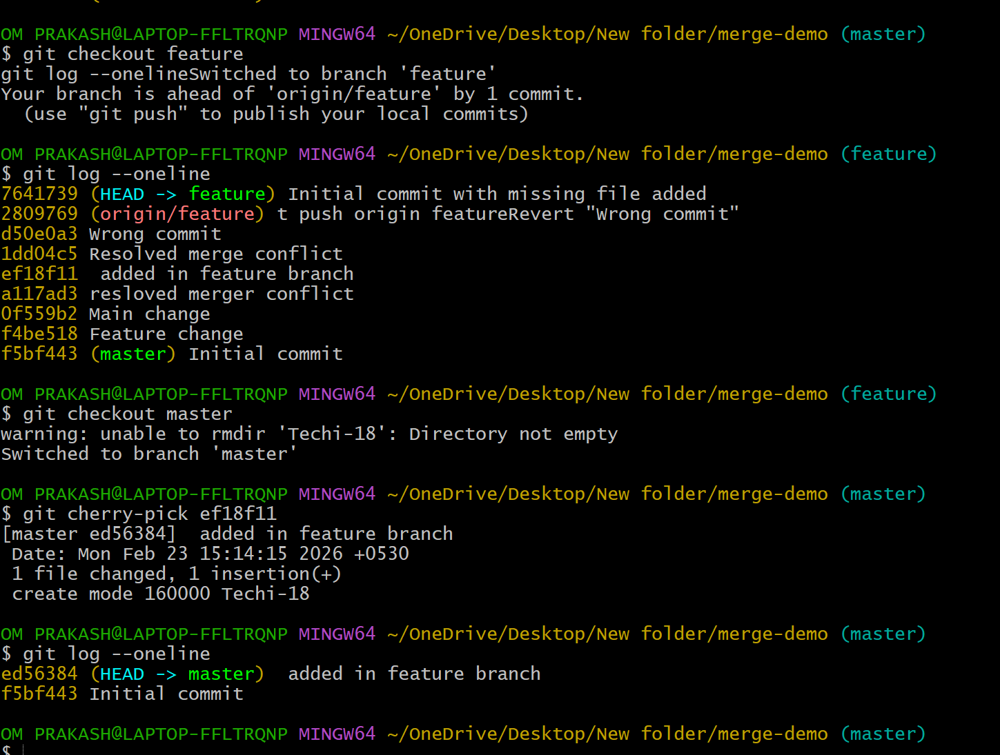 OM PRAKASH@LAPTOP-FFLTRQNP MINGW64 ~/OneDrive/Desktop/New folder/merge-demo (master)
$ git checkout feature
git log --onelineSwitched to branch 'feature'
Your branch is ahead of 'origin/feature' by 1 commit.
  (use "git push" to publish your local commits)
OM PRAKASH@LAPTOP-FFLTRQNP MINGW64 ~/OneDrive/Desktop/New folder/merge-demo (feature)
$ git log --oneline
7641739 (HEAD -> feature) Initial commit with missing file added
2809769 (origin/feature) t push origin featureRevert "Wrong commit"
d50e0a3 Wrong commit
1dd04c5 Resolved merge conflict
ef18f11  added in feature branch
a117ad3 resloved merger conflict
0f559b2 Main change
f4be518 Feature change
f5bf443 (master) Initial commit
OM PRAKASH@LAPTOP-FFLTRQNP MINGW64 ~/OneDrive/Desktop/New folder/merge-demo (feature)
$ git checkout master
warning: unable to rmdir 'Techi-18': Directory not empty
Switched to branch 'master'
OM PRAKASH@LAPTOP-FFLTRQNP MINGW64 ~/OneDrive/Desktop/New folder/merge-demo (master)
$ git cherry-pick ef18f11
[master ed56384]  added in feature branch
 Date: Mon Feb 23 15:14:15 2026 +0530
 1 file changed, 1 insertion(+)
 create mode 160000 Techi-18
OM PRAKASH@LAPTOP-FFLTRQNP MINGW64 ~/OneDrive/Desktop/New folder/merge-demo (master)
$ git log --oneline
ed56384 (HEAD -> master)  added in feature branch
f5bf443 Initial commit
OM PRAKASH@LAPTOP-FFLTRQNP MINGW64 ~/OneDrive/Desktop/New folder/merge-demo (master)
$